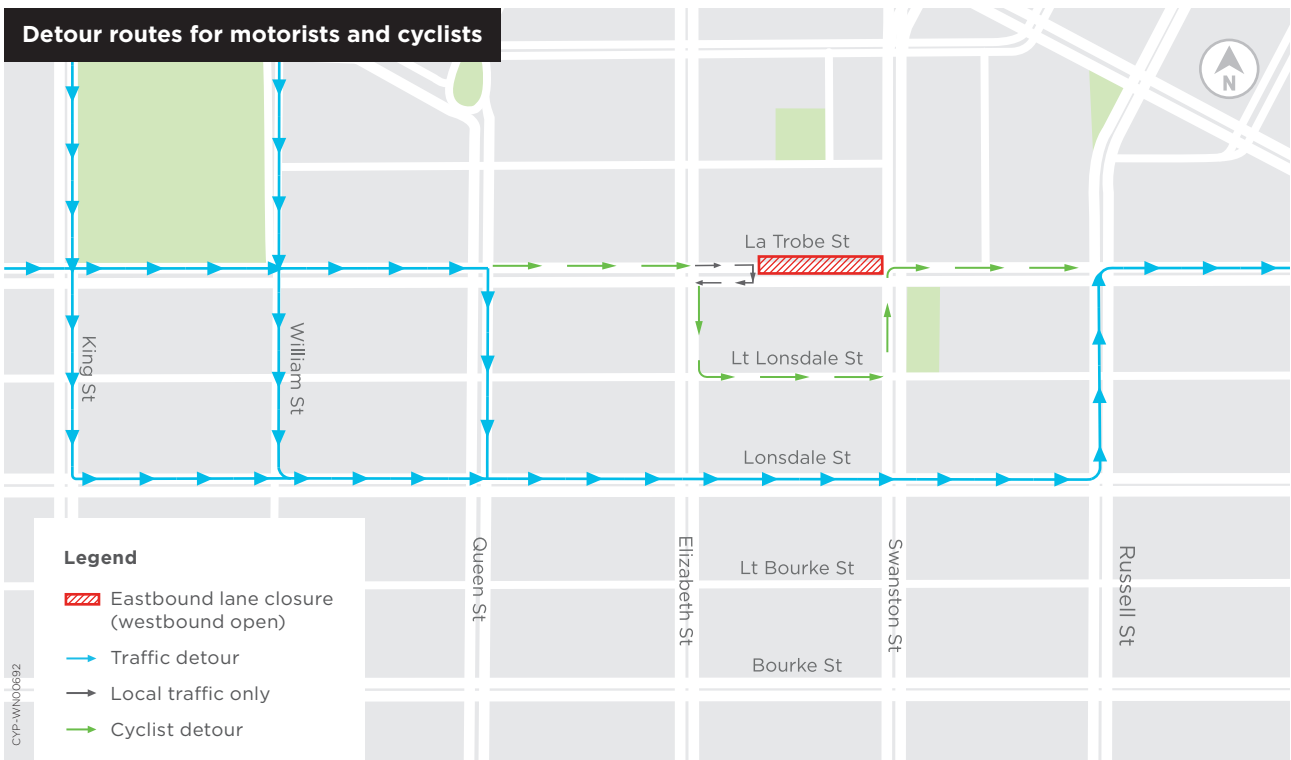 Detour routes for motorists and cyclists
N
La Trobe St
King St
William St
Lt Lonsdale St
Lonsdale St
Queen St
Elizabeth St
Swanston St
Russell St
Lt Bourke St
Bourke St
Legend
Eastbound lane closure
(westbound open)
Traffic detour
Local traffic only
Cyclist detour
CYP-WN00692